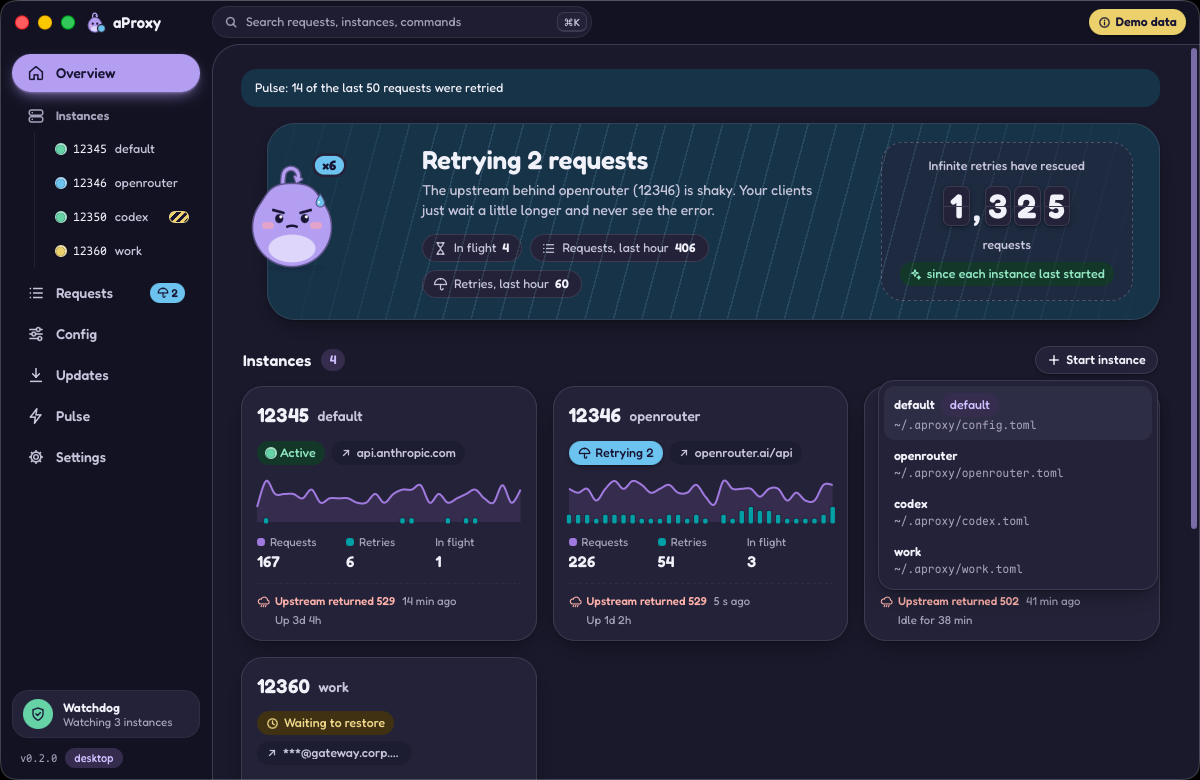 aProxy
Search requests, instances, commands
⌘K
Demo data
Overview
Instances
12345 default
12346 openrouter
12350 codex
12360 work
Requests
2
Config
Updates
Pulse
Settings
Watchdog
Watching 3 instances
v0.2.0 desktop
Pulse: 14 of the last 50 requests were retried
x6
Retrying 2 requests
The upstream behind openrouter (12346) is shaky. Your clients
just wait a little longer and never see the error.
In flight 4
Requests, last hour 406
Retries, last hour 60
Infinite retries have rescued
1,325
requests
since each instance last started
Instances 4
Start instance
default default
~/.aproxy/config.toml
openrouter
~/.aproxy/openrouter.toml
codex
~/.aproxy/codex.toml
work
~/.aproxy/work.toml
12345 default
Active
api.anthropic.com
Requests Retries In flight
167 6 1
Upstream returned 529 14 min ago
Up 3d 4h
12346 openrouter
Retrying 2
openrouter.ai/api
Requests Retries In flight
226 54 3
Upstream returned 529 5 s ago
Up 1d 2h
Upstream returned 502 41 min ago
Idle for 38 min
12360 work
Waiting to restore
***@gateway.corp....